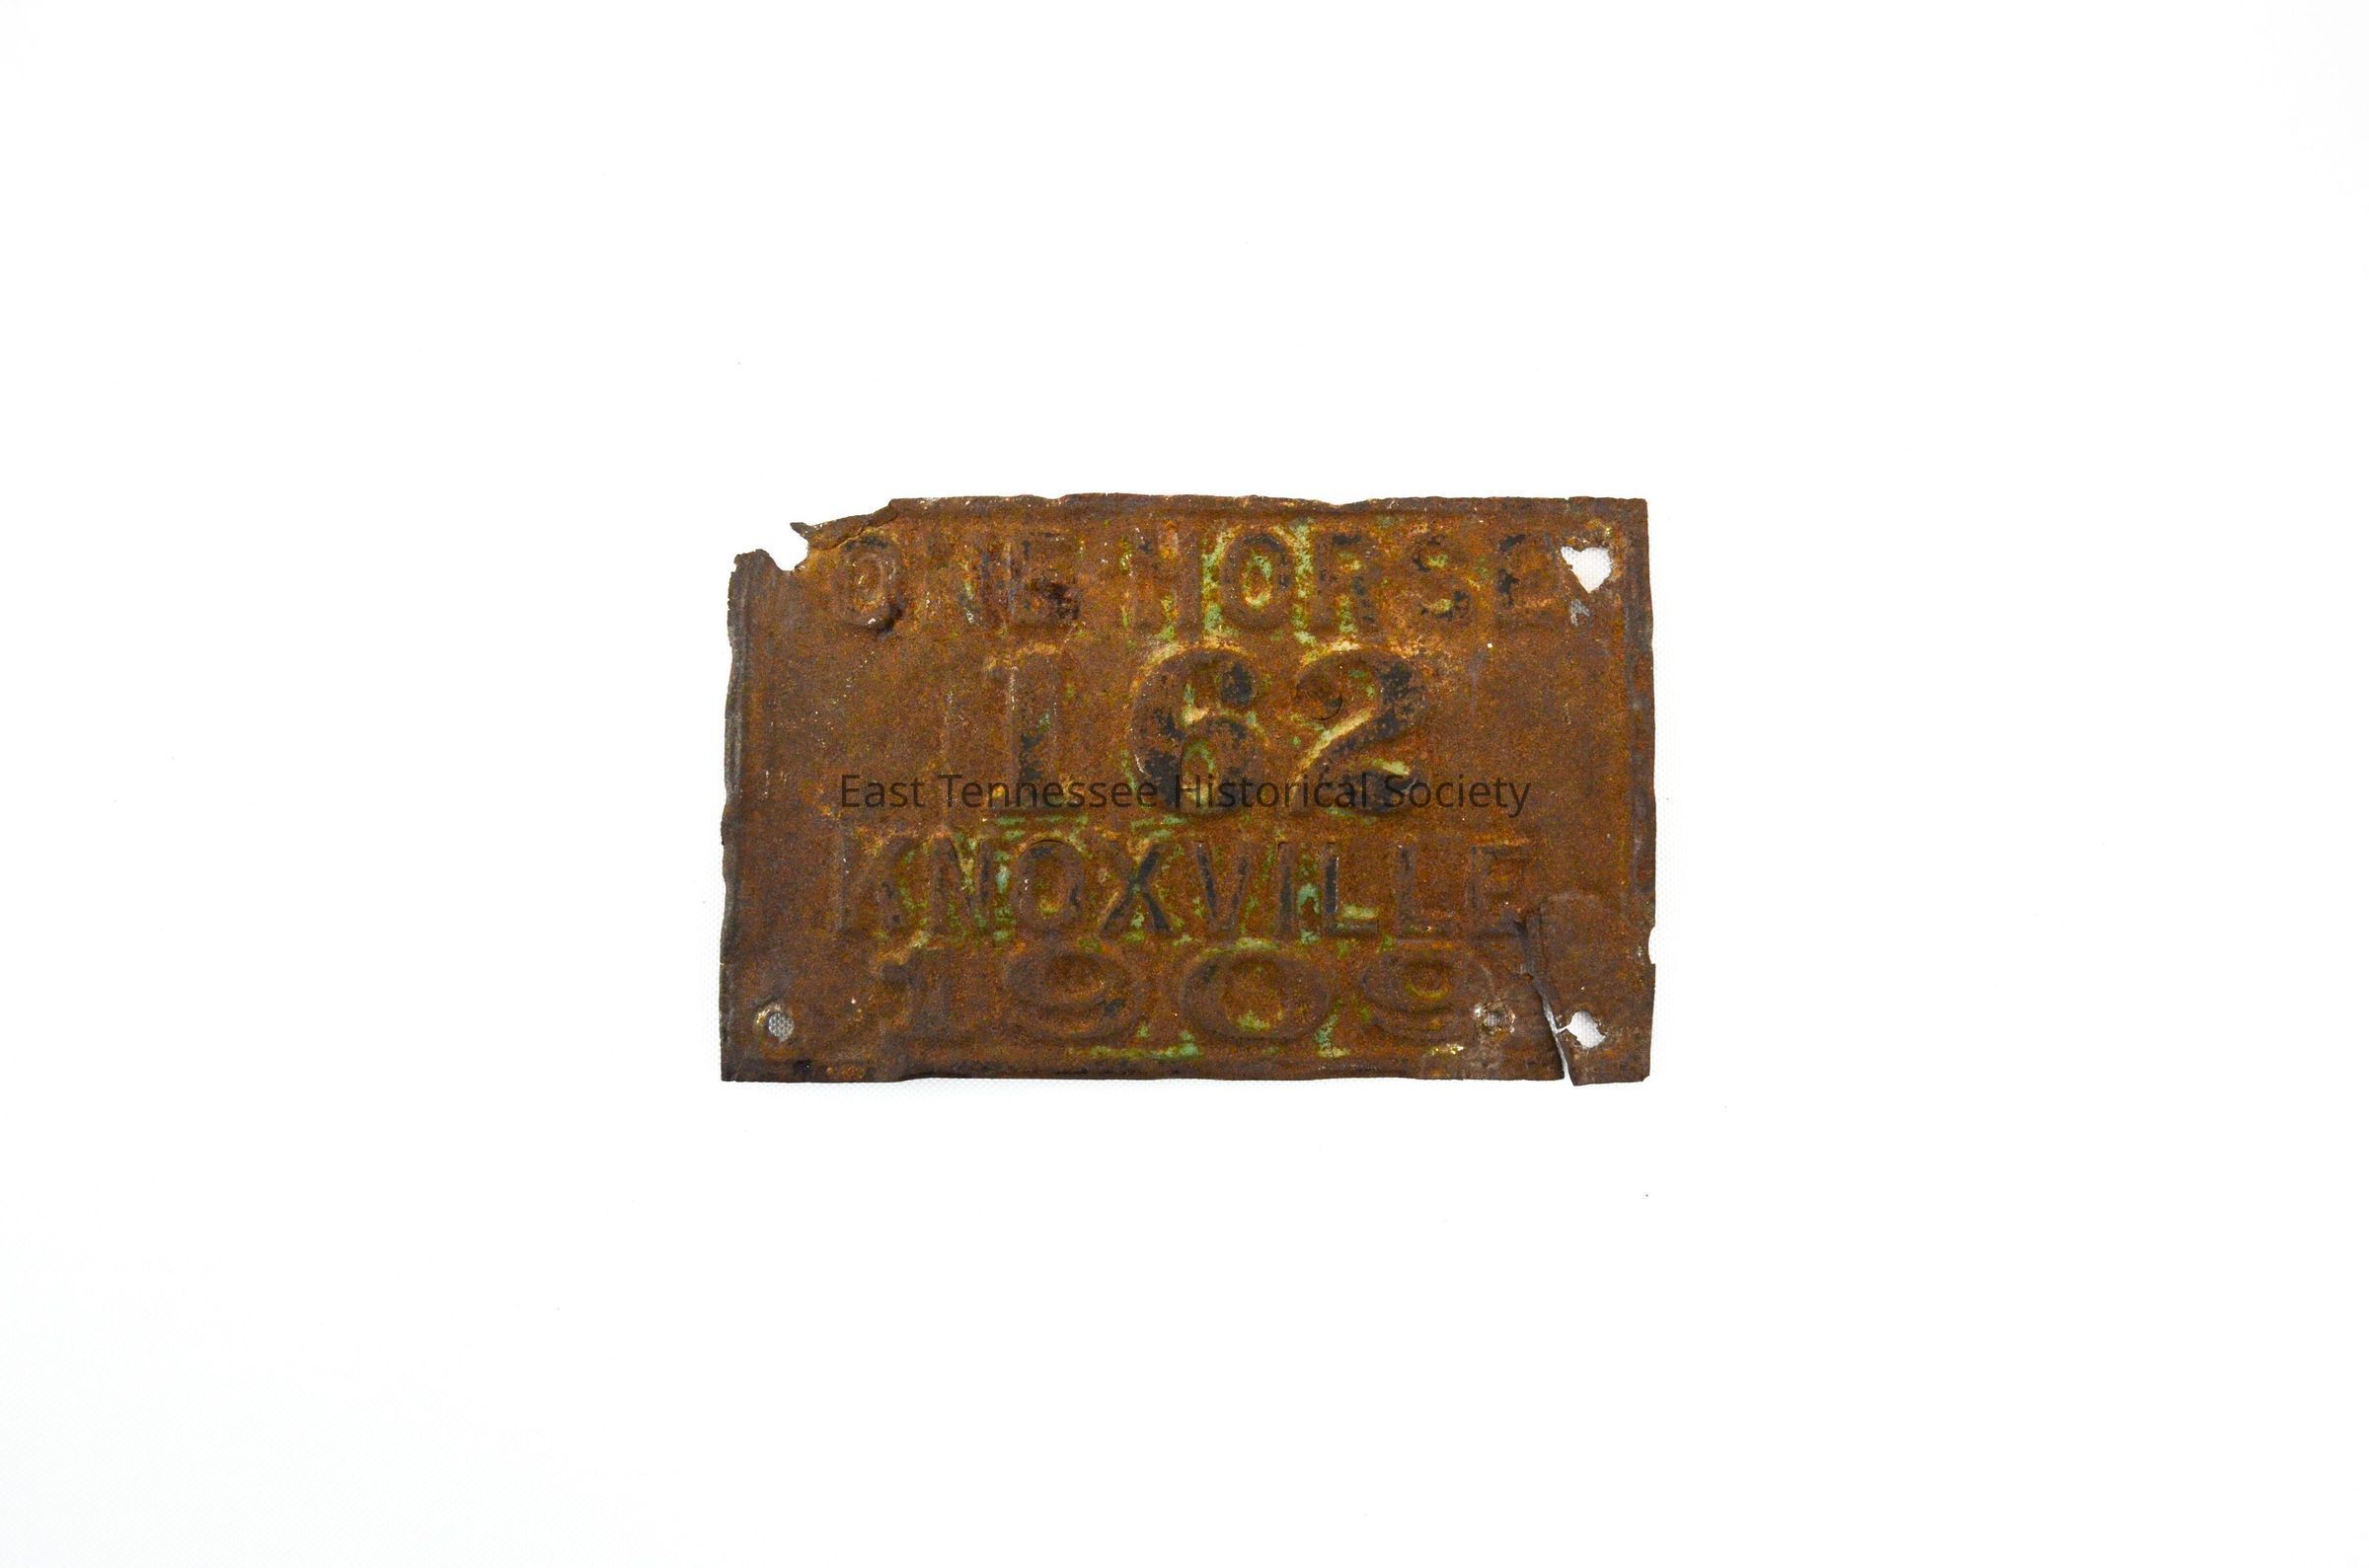 ONE HORSE
162
East Tennessee Historical Society
KNOXVILLE
1909